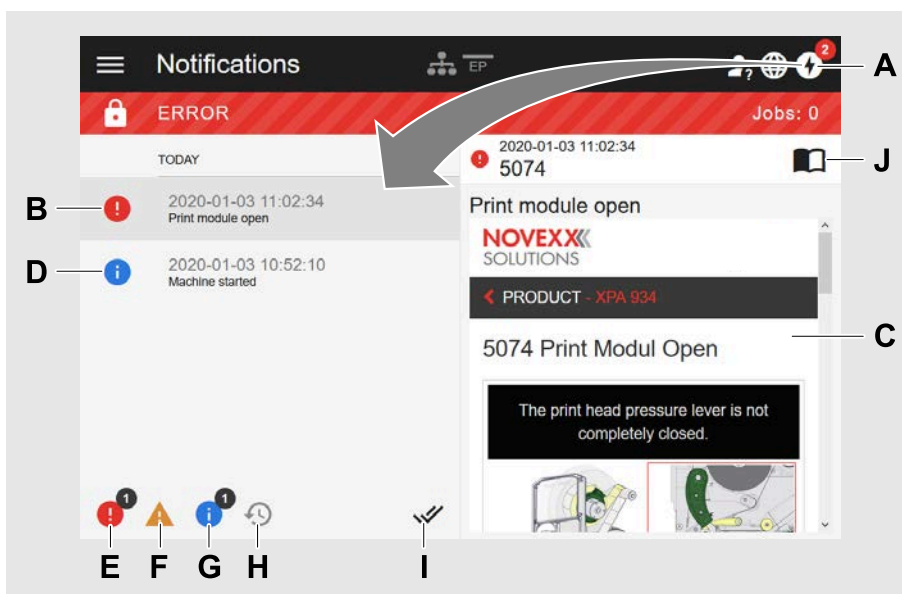 Notifications
EP
?
2
A
ERROR
Jobs: 0
TODAY
2020-01-03 11:02:34
5074
J
B
2020-01-03 11:02:34
Print module open
Print module open
NOVEXX
SOLUTIONS
D
2020-01-03 10:52:10
Machine started
PRODUCT - XPA 934
5074 Print Modul Open
C
The print head pressure lever is not
completely closed.
1
1
E
F
G
H
I